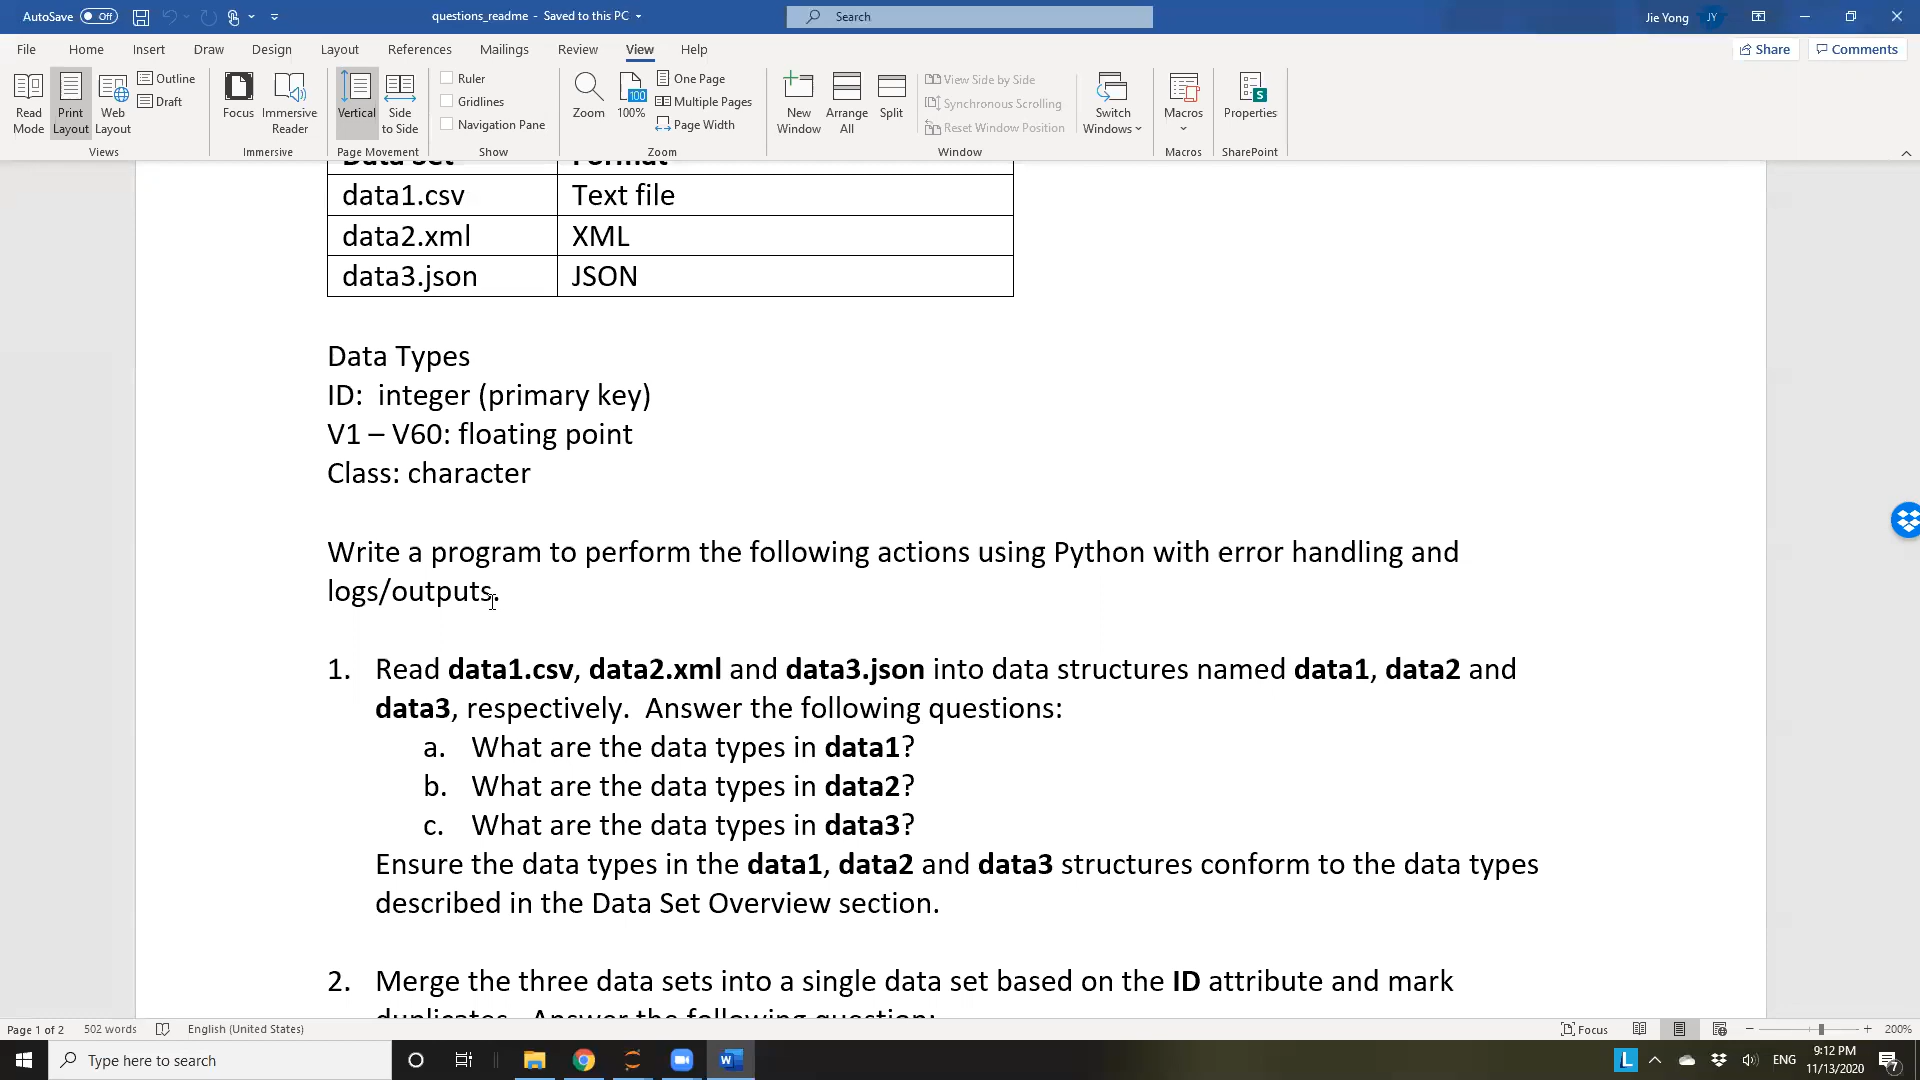 AutoSave Off questions_readme - Saved to this PC Search Jie Yong JY
File Home Insert Draw Design Layout References Mailings Review View Help Share Comments
Read Mode
Print Layout
Web Layout
Outline
Draft
Views
Focus
Immersive Reader
Immersive
Vertical
Side to Side
Page Movement
Ruler
Gridlines
Navigation Pane
Show
Zoom
100
100%
One Page
Multiple Pages
Page Width
Zoom
New Window
Arrange All
Split
View Side by Side
Synchronous Scrolling
Reset Window Position
Switch Windows
Window
Macros
Macros
Properties
SharePoint
Data Set Format
data1.csv Text file
data2.xml XML
data3.json JSON
Data Types
ID: integer (primary key)
V1 – V60: floating point
Class: character
Write a program to perform the following actions using Python with error handling and
logs/outputs.
1. Read data1.csv, data2.xml and data3.json into data structures named data1, data2 and
data3, respectively. Answer the following questions:
a. What are the data types in data1?
b. What are the data types in data2?
c. What are the data types in data3?
Ensure the data types in the data1, data2 and data3 structures conform to the data types
described in the Data Set Overview section.
2. Merge the three data sets into a single data set based on the ID attribute and mark
duplicates. Answer the following question:
Page 1 of 2 502 words English (United States) Focus 200%
Type here to search W L ENG 9:12 PM
11/13/2020 7